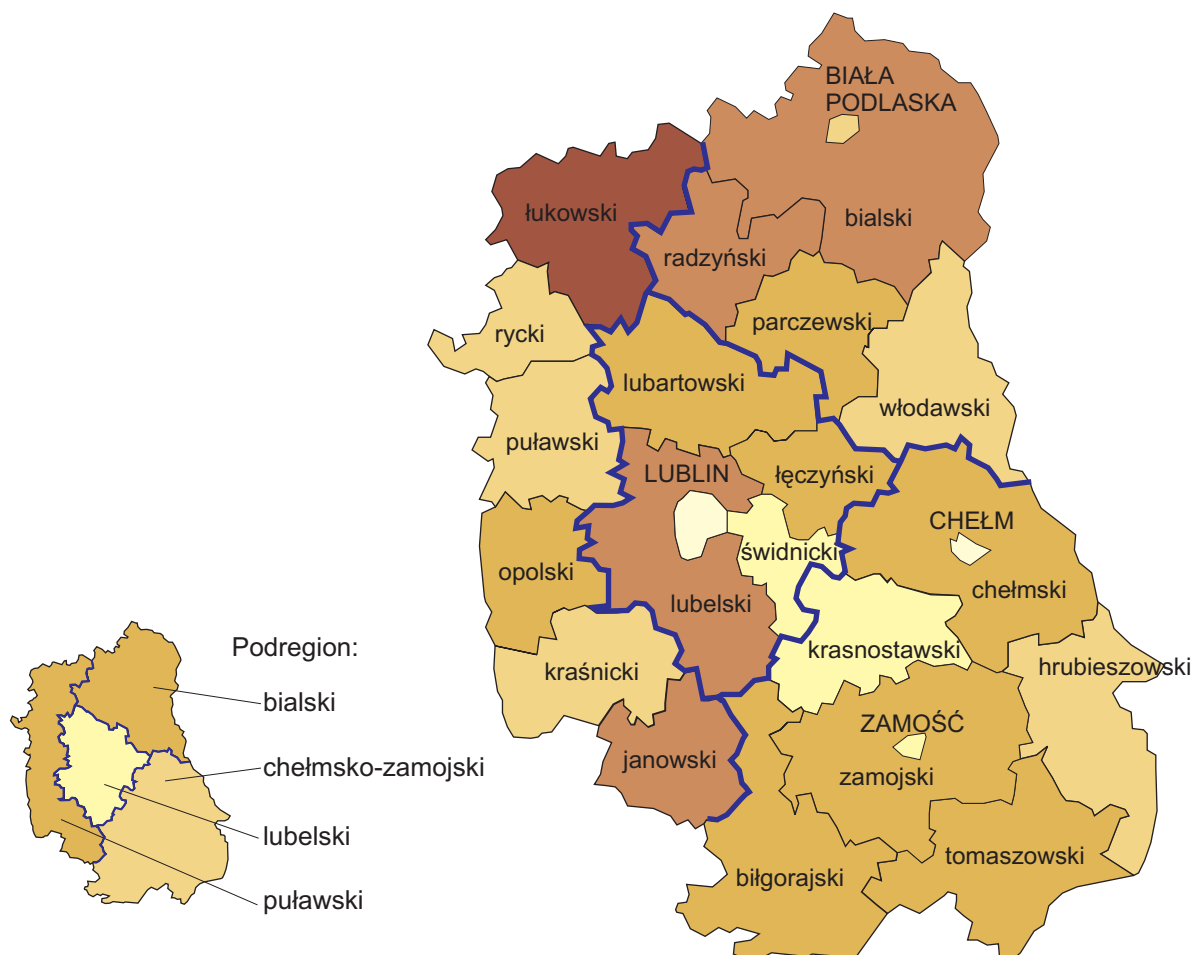 BIAŁA
PODLASKA
łukowski
bialski
radzyński
rycki
parczewski
lubartowski
włodawski
puławski
LUBLIN
łęczyński
CHEŁM
świdnicki
opolski
chełmski
lubelski
krasnostawski
hrubieszowski
kraśnicki
ZAMOŚĆ
janowski
zamojski
tomaszowski
biłgorajski
Podregion:
bialski
chełmsko-zamojski
lubelski
puławski